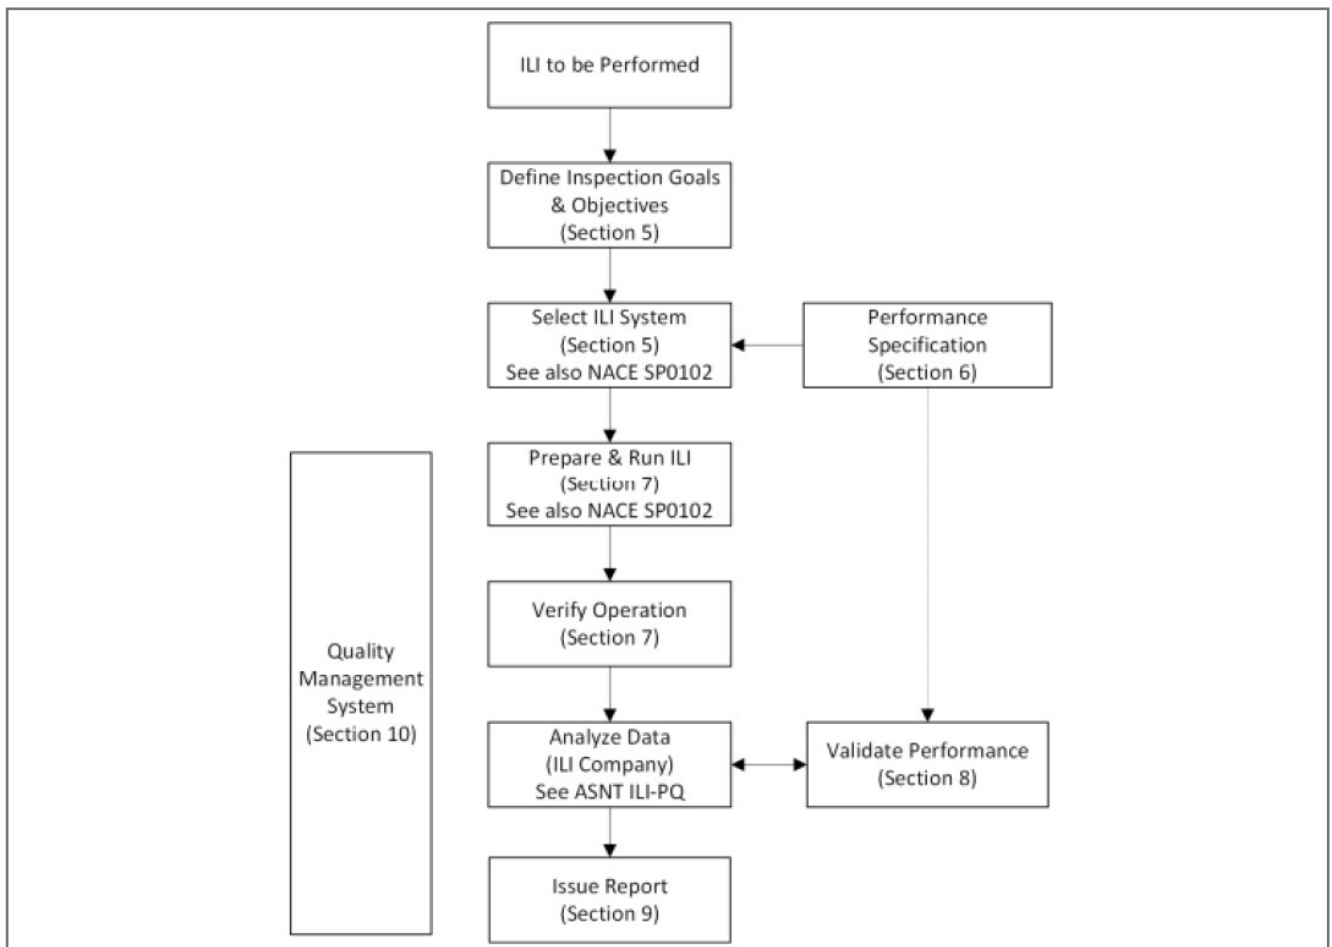 ILI to be Performed
Define Inspection Goals
& Objectives
(Section 5)
Select ILI System
(Section 5)
See also NACE SP0102
Performance
Specification
(Section 6)
Prepare & Run ILI
(Section 7)
See also NACE SP0102
Verify Operation
(Section 7)
Quality
Management
System
(Section 10)
Analyze Data
(ILI Company)
See ASNT ILI-PQ
Validate Performance
(Section 8)
Issue Report
(Section 9)